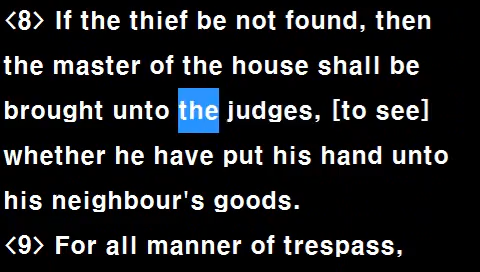 <8> If the thief be not found, then
the master of the house shall be
brought unto the judges, [to see]
whether he have put his hand unto
his neighbour's goods.
<9> For all manner of trespass,